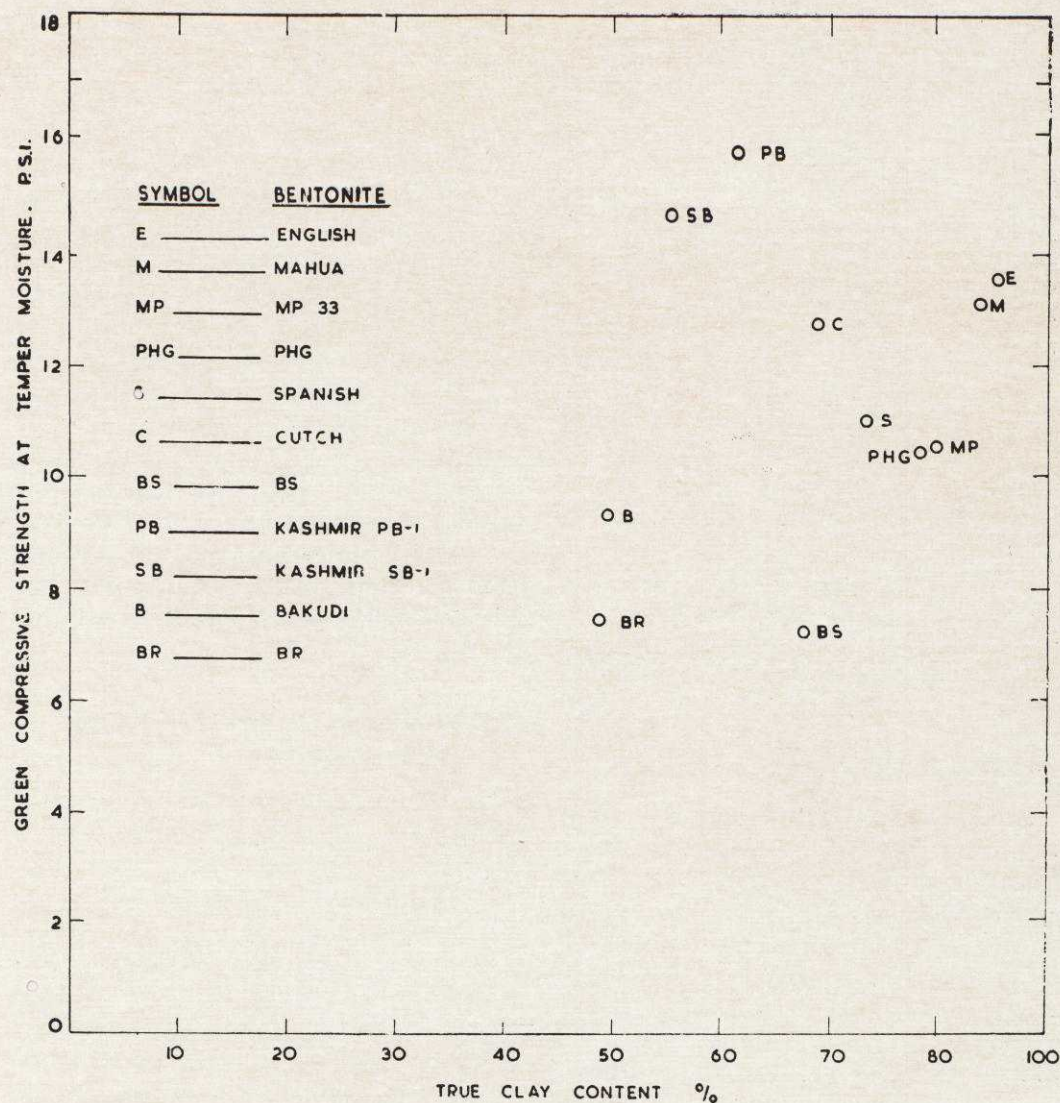 18
16
14
12
10
8
6
4
2
0
GREEN COMPRESSIVE STRENGTH AT TEMPER MOISTURE. P.S.I.
SYMBOL BENTONITE
E ENGLISH
M MAHUA
MP MP 33
PHG PHG
S SPANISH
C CUTCH
BS BS
PB KASHMIR PB-1
SB KASHMIR SB-1
B BAKUDI
BR BR
PB
SB
E
M
C
S
PHG
MP
B
BR
BS
10 20 30 40 50 60 70 80 100
TRUE CLAY CONTENT %